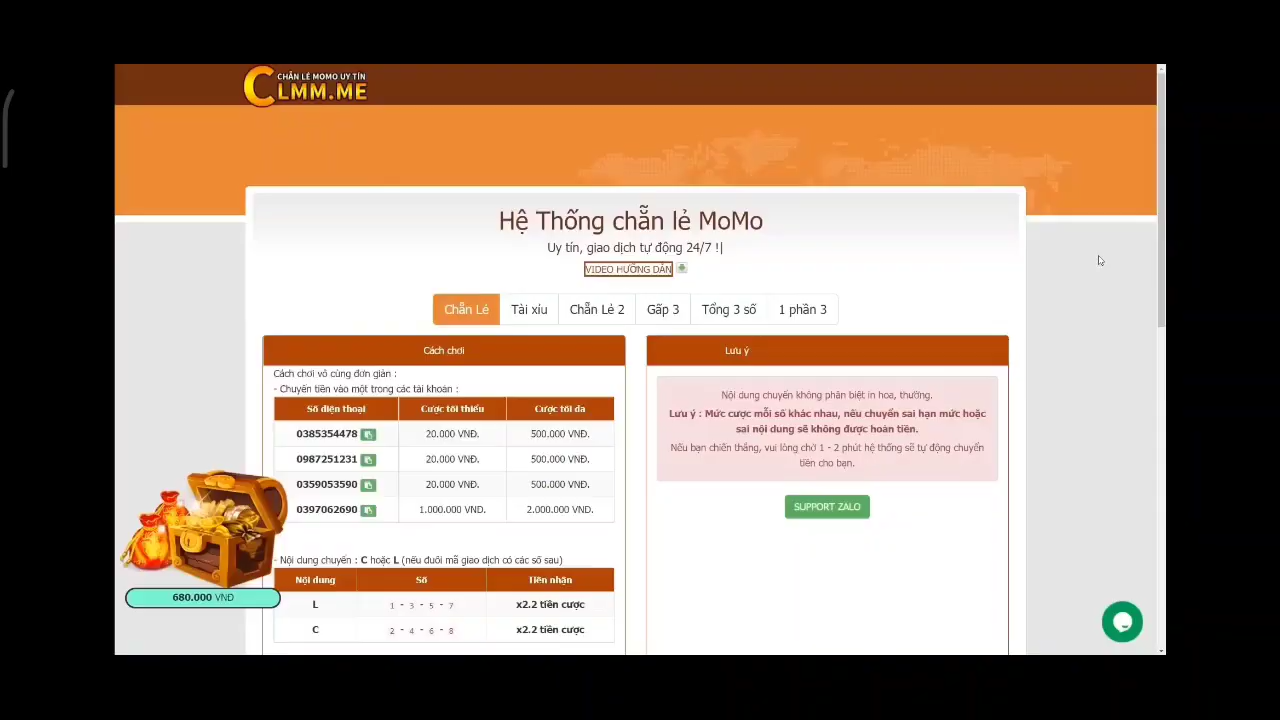 CHẴN LẺ MOMO UY TÍN
CLMM.ME
Hệ Thống chẵn lẻ MoMo
Uy tín, giao dịch tự động 24/7 !|
VIDEO HƯỚNG DẪN
Chẵn Lẻ
Tài xỉu
Chẵn Lẻ 2
Gấp 3
Tổng 3 số
1 phần 3
Cách chơi
Cách chơi vô cùng đơn giản :
- Chuyển tiền vào một trong các tài khoản :
Số điện thoại Cược tối thiểu Cược tối đa
0385354478 20.000 VNĐ. 500.000 VNĐ.
0987251231 20.000 VNĐ. 500.000 VNĐ.
0359053590 20.000 VNĐ. 500.000 VNĐ.
0397062690 1.000.000 VNĐ. 2.000.000 VNĐ.
- Nội dung chuyển : C hoặc L (nếu đuôi mã giao dịch có các số sau)
Nội dung Số Tiền nhận
L 1 - 3 - 5 - 7 x2.2 tiền cược
C 2 - 4 - 6 - 8 x2.2 tiền cược
Lưu ý
Nội dung chuyển không phân biệt in hoa, thường.
Lưu ý : Mức cược mỗi số khác nhau, nếu chuyển sai hạn mức hoặc
sai nội dung sẽ không được hoàn tiền.
Nếu bạn chiến thắng, vui lòng chờ 1 - 2 phút hệ thống sẽ tự động chuyển
tiền cho bạn.
SUPPORT ZALO
680.000 VNĐ